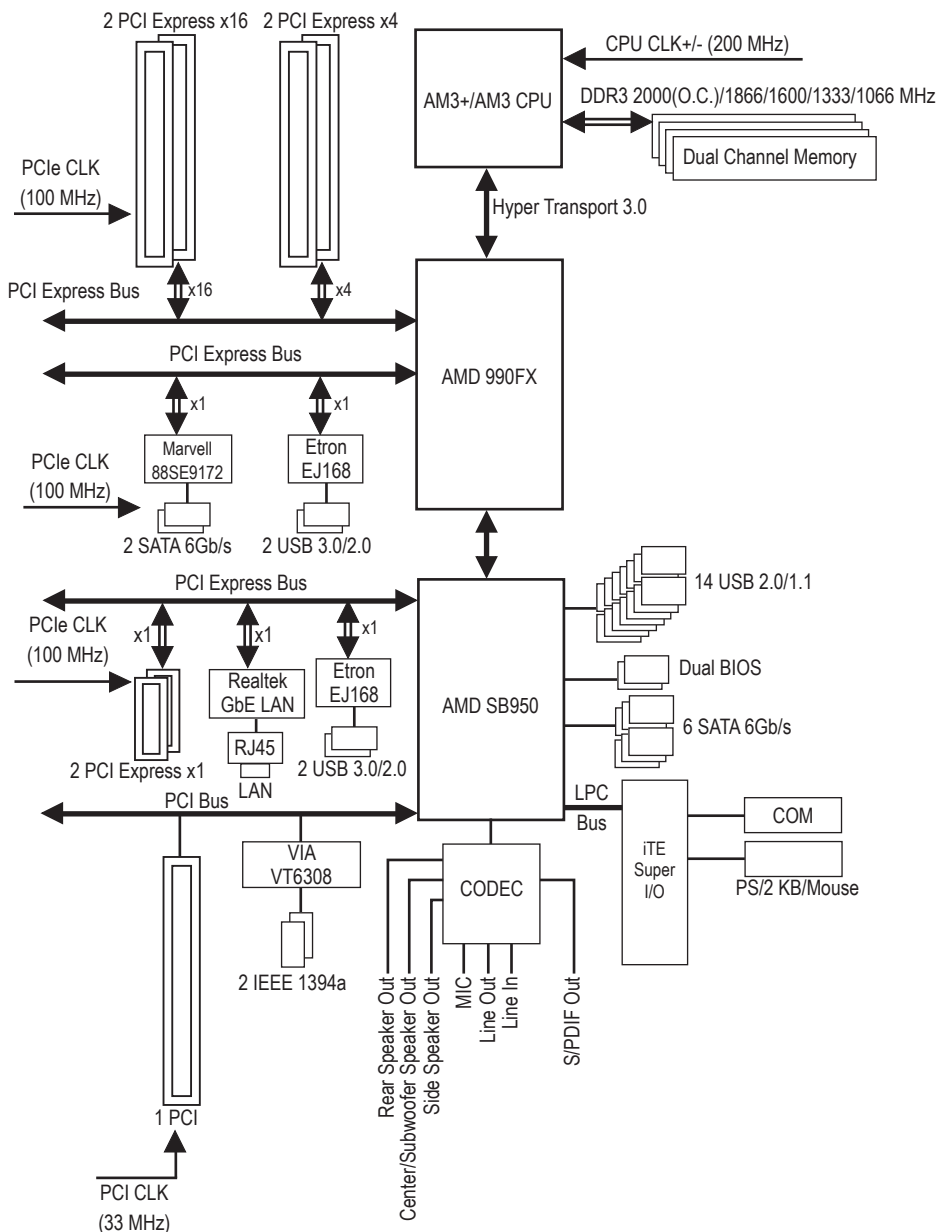 2 PCI Express x16
2 PCI Express x4
CPU CLK+/- (200 MHz)
AM3+/AM3 CPU
DDR3 2000(O.C.)/1866/1600/1333/1066 MHz
Dual Channel Memory
PCIe CLK
(100 MHz)
Hyper Transport 3.0
PCI Express Bus
x16
x4
PCI Express Bus
AMD 990FX
x1
x1
Marvell
88SE9172
Etron
EJ168
PCIe CLK
(100 MHz)
2 SATA 6Gb/s
2 USB 3.0/2.0
PCI Express Bus
14 USB 2.0/1.1
PCIe CLK
(100 MHz)
x1
x1
x1
Realtek
GbE LAN
Etron
EJ168
Dual BIOS
AMD SB950
6 SATA 6Gb/s
RJ45
2 PCI Express x1
LAN
2 USB 3.0/2.0
PCI Bus
LPC
Bus
COM
VIA
VT6308
CODEC
iTE
Super
I/O
PS/2 KB/Mouse
2 IEEE 1394a
Rear Speaker Out
Center/Subwoofer Speaker Out
Side Speaker Out
MIC
Line Out
Line In
S/PDIF Out
1 PCI
PCI CLK
(33 MHz)